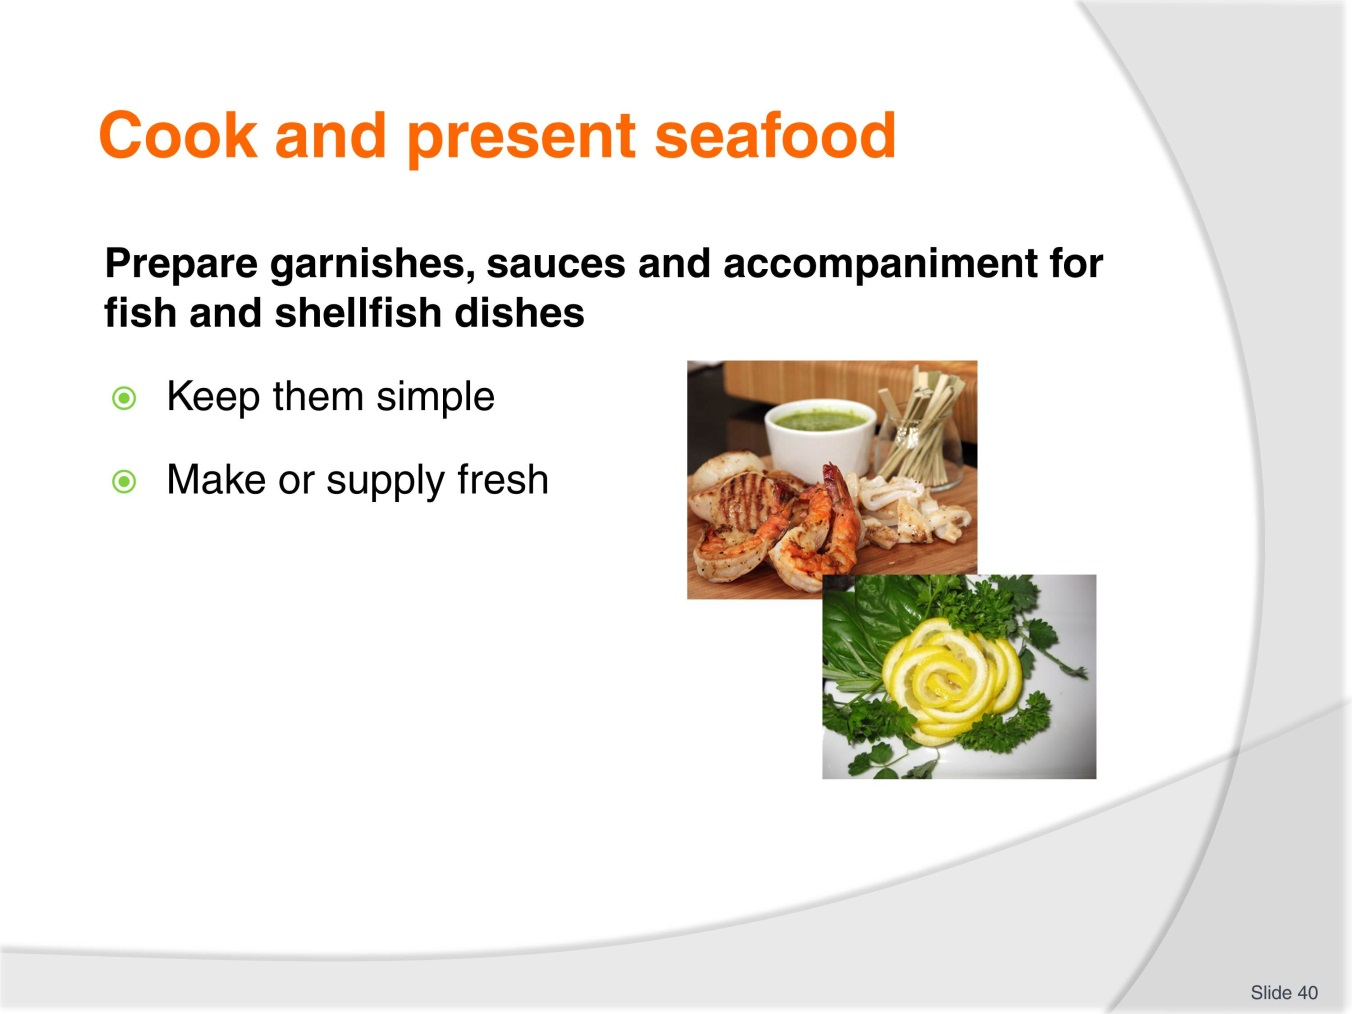 Cook and present seafood
Prepare garnishes, sauces and accompaniment for
fish and shellfish dishes
Keep them simple
Make or supply fresh
Slide 40